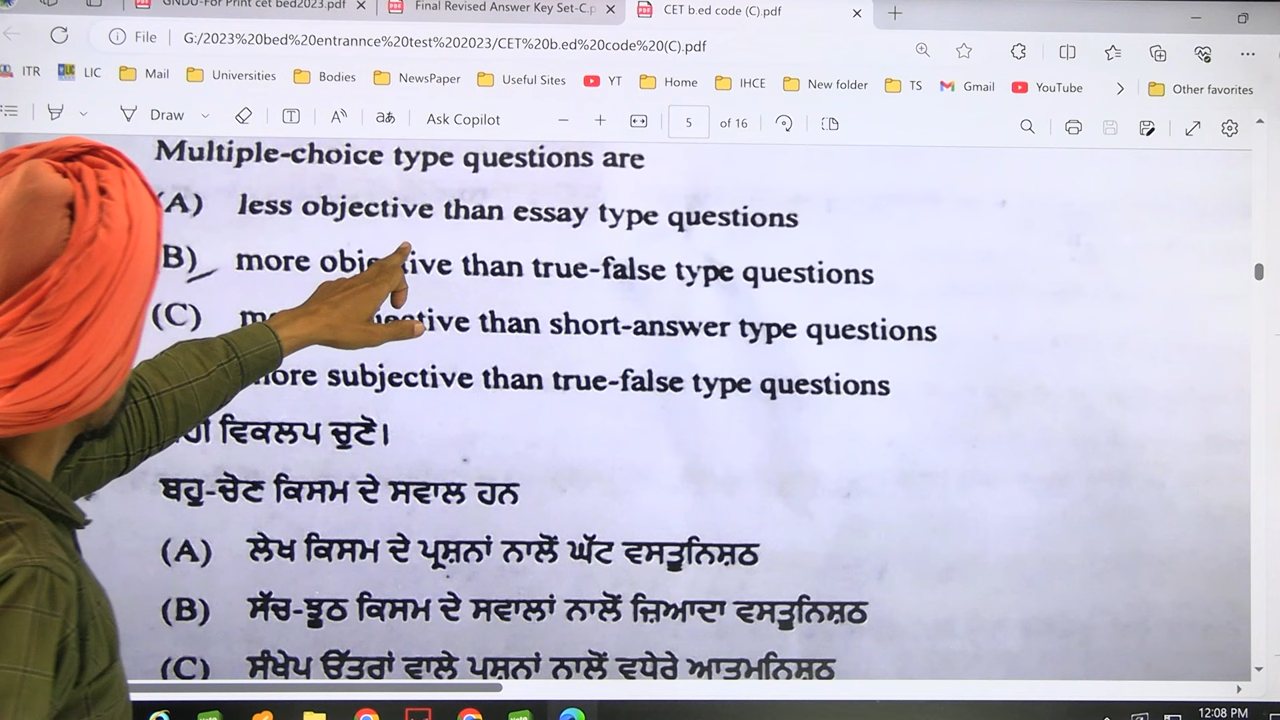 GNDU-For Print cet bed2023.pdf
Final Revised Answer Key Set-C.p
CET b.ed code (C).pdf
File G:/2023%20bed%20entrannce%20test%202023/CET%20b.ed%20code%20(C).pdf
ITR LIC Mail Universities Bodies NewsPaper Useful Sites YT Home IHCE New folder TS Gmail YouTube Other favorites
Draw Ask Copilot 5 of 16
Multiple-choice type questions are
(A) less objective than essay type questions
(B) more objective than true-false type questions
(C) than short-answer type questions
more subjective than true-false type questions
ਵਿਕਲਪ ਚੁਣੋ।
ਬਹੁ-ਚੋਣ ਕਿਸਮ ਦੇ ਸਵਾਲ ਹਨ
(A) ਲੇਖ ਕਿਸਮ ਦੇ ਪ੍ਰਸ਼ਨਾਂ ਨਾਲੋਂ ਘੱਟ ਵਸਤੂਨਿਸ਼ਠ
(B) ਸੱਚ-ਝੂਠ ਕਿਸਮ ਦੇ ਸਵਾਲਾਂ ਨਾਲੋਂ ਜ਼ਿਆਦਾ ਵਸਤੂਨਿਸ਼ਠ
(C) ਸੰਖੇਪ ਉੱਤਰਾਂ ਵਾਲੇ ਪ੍ਰਸ਼ਨਾਂ ਨਾਲੋਂ ਵਧੇਰੇ ਆਤਮਨਿਸ਼ਠ
12:08 PM